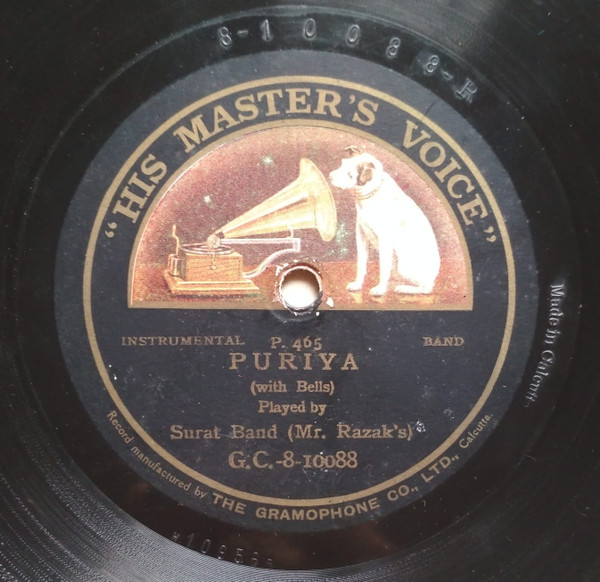 8-10088-R
"HIS MASTER'S VOICE"
INSTRUMENTAL P. 465 BAND
PURIYA
(with Bells)
Played by
Surat Band (Mr. Razak's)
G.C.-8-10088
Record manufactured by THE GRAMOPHONE CO., LTD., Calcutta.
Made in